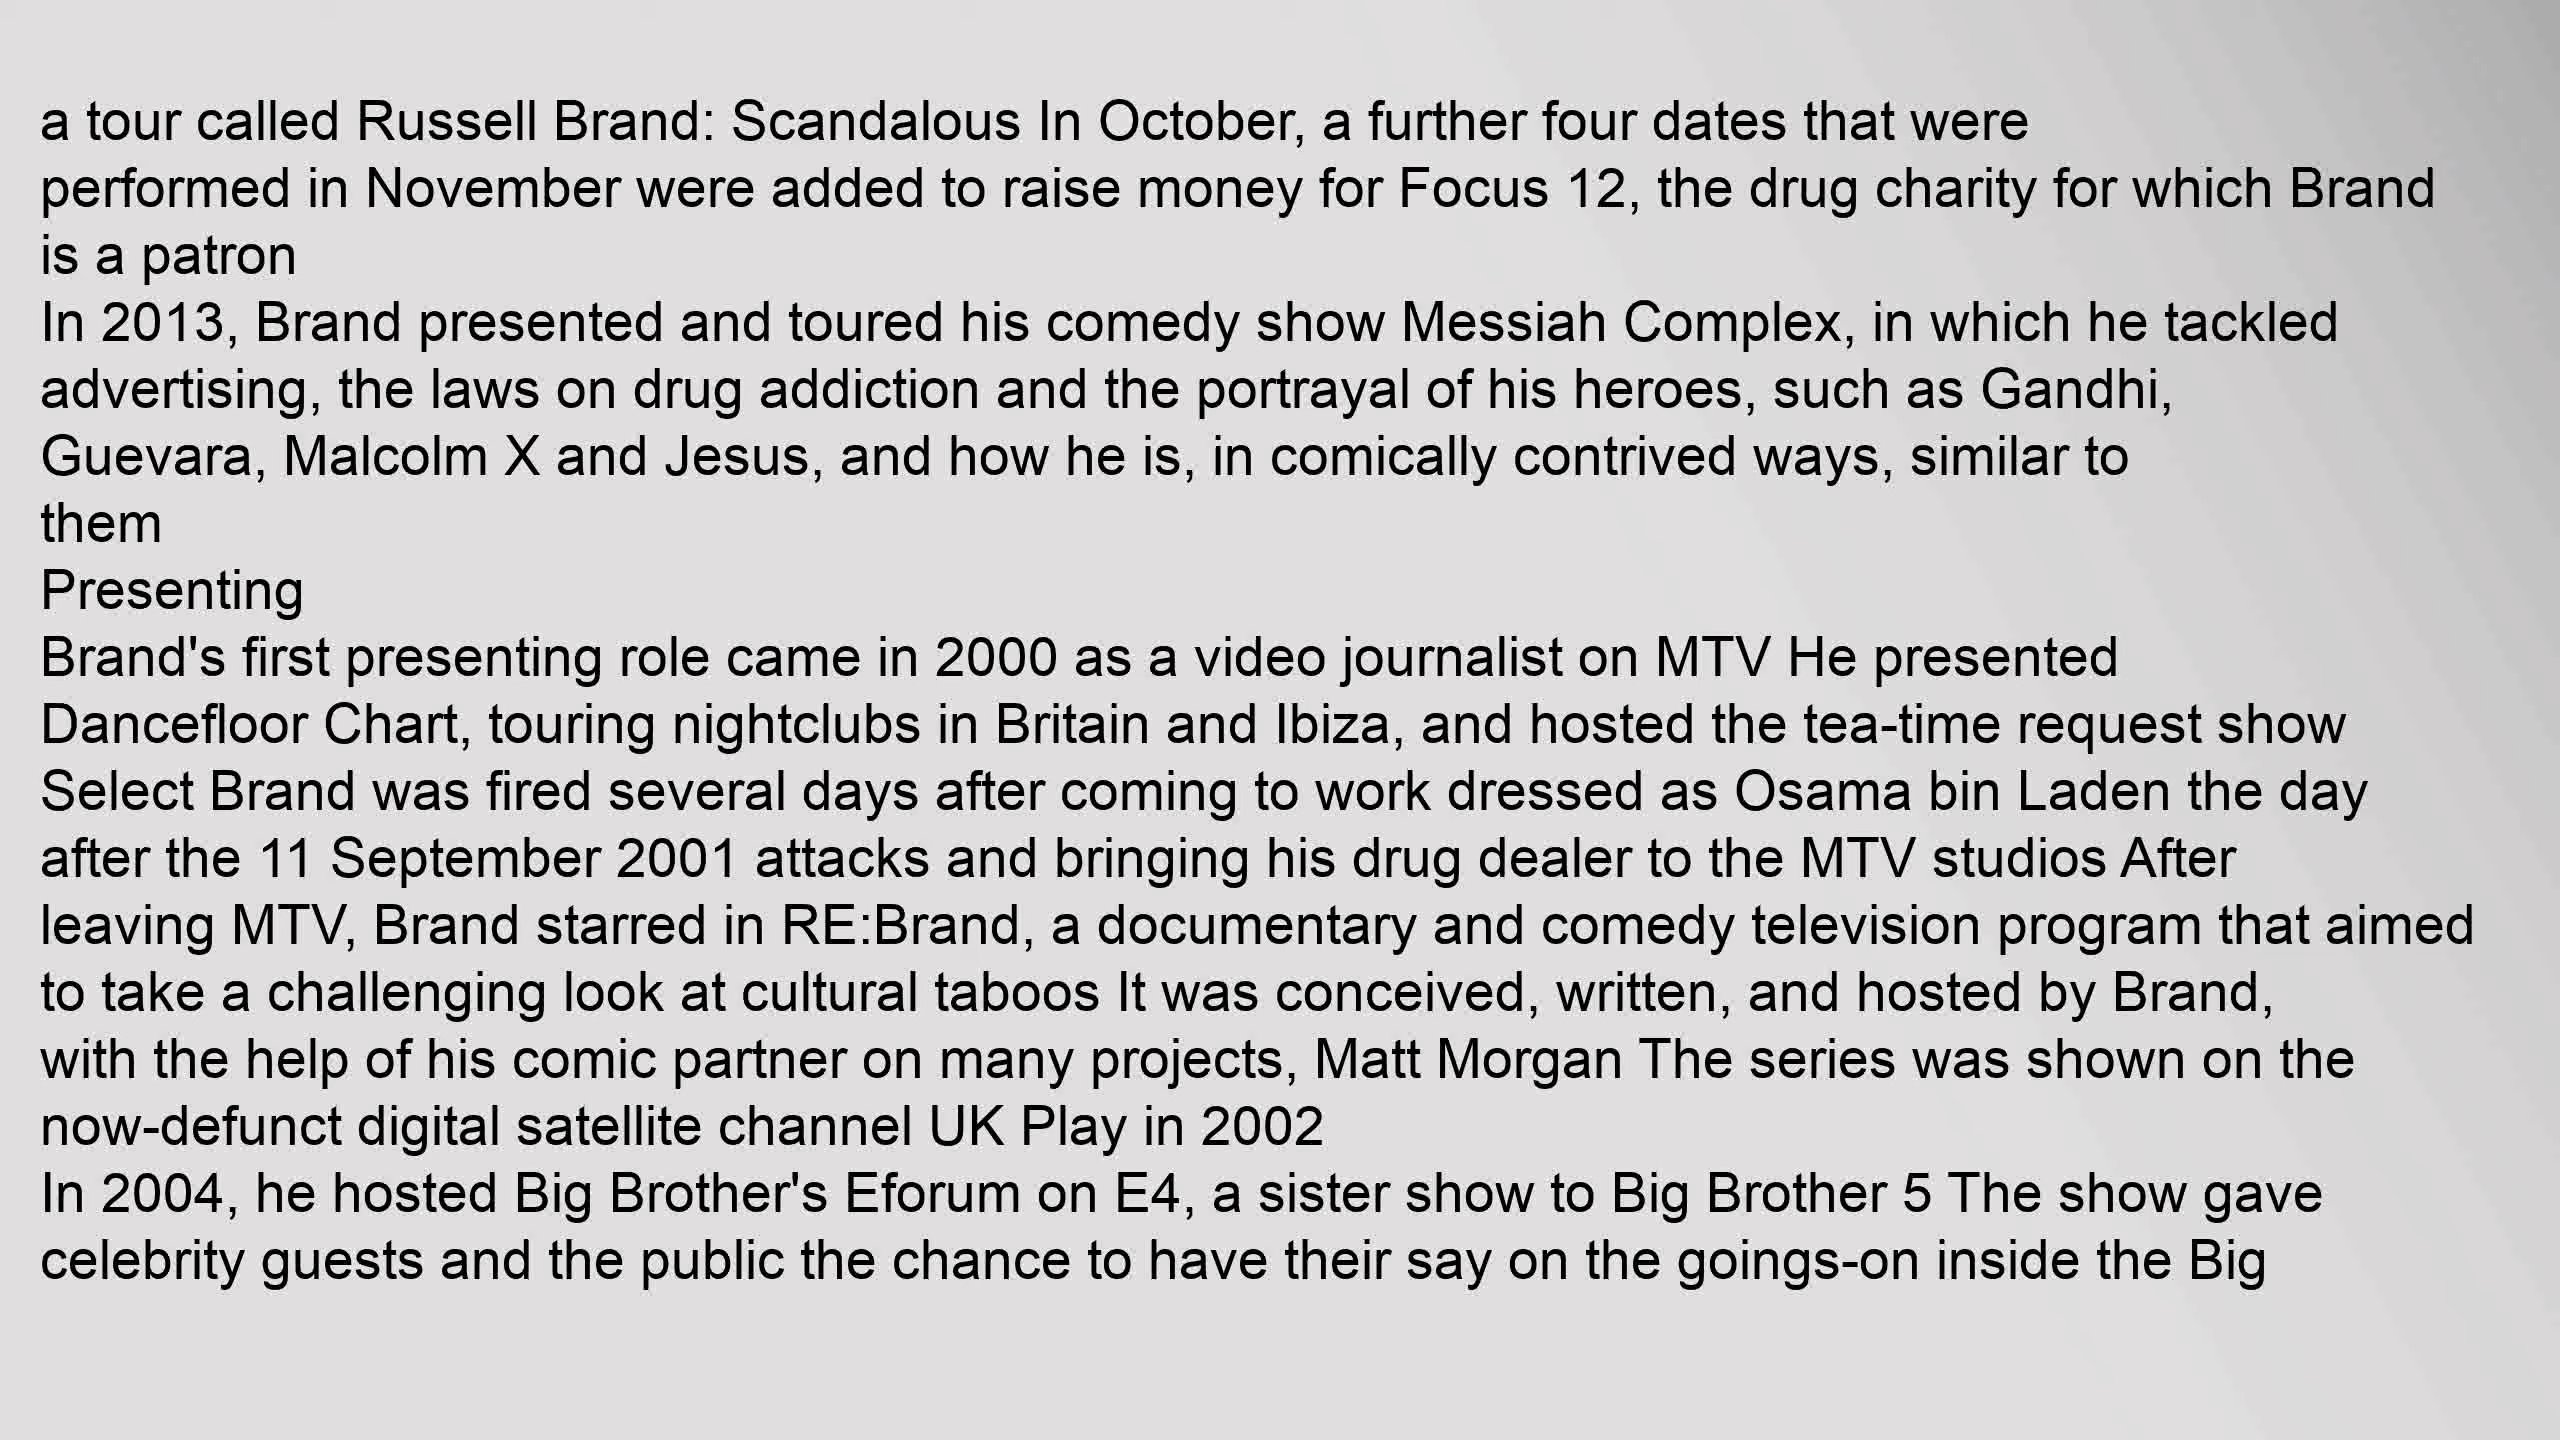 a tour called Russell Brand: Scandalous In October, a further four dates that were
performed in November were added to raise money for Focus 12, the drug charity for which Brand
is a patron
In 2013, Brand presented and toured his comedy show Messiah Complex, in which he tackled
advertising, the laws on drug addiction and the portrayal of his heroes, such as Gandhi,
Guevara, Malcolm X and Jesus, and how he is, in comically contrived ways, similar to
them
Presenting
Brand's first presenting role came in 2000 as a video journalist on MTV He presented
Dancefloor Chart, touring nightclubs in Britain and Ibiza, and hosted the tea-time request show
Select Brand was fired several days after coming to work dressed as Osama bin Laden the day
after the 11 September 2001 attacks and bringing his drug dealer to the MTV studios After
leaving MTV, Brand starred in RE:Brand, a documentary and comedy television program that aimed
to take a challenging look at cultural taboos It was conceived, written, and hosted by Brand,
with the help of his comic partner on many projects, Matt Morgan The series was shown on the
now-defunct digital satellite channel UK Play in 2002
In 2004, he hosted Big Brother's Eforum on E4, a sister show to Big Brother 5 The show gave
celebrity guests and the public the chance to have their say on the goings-on inside the Big